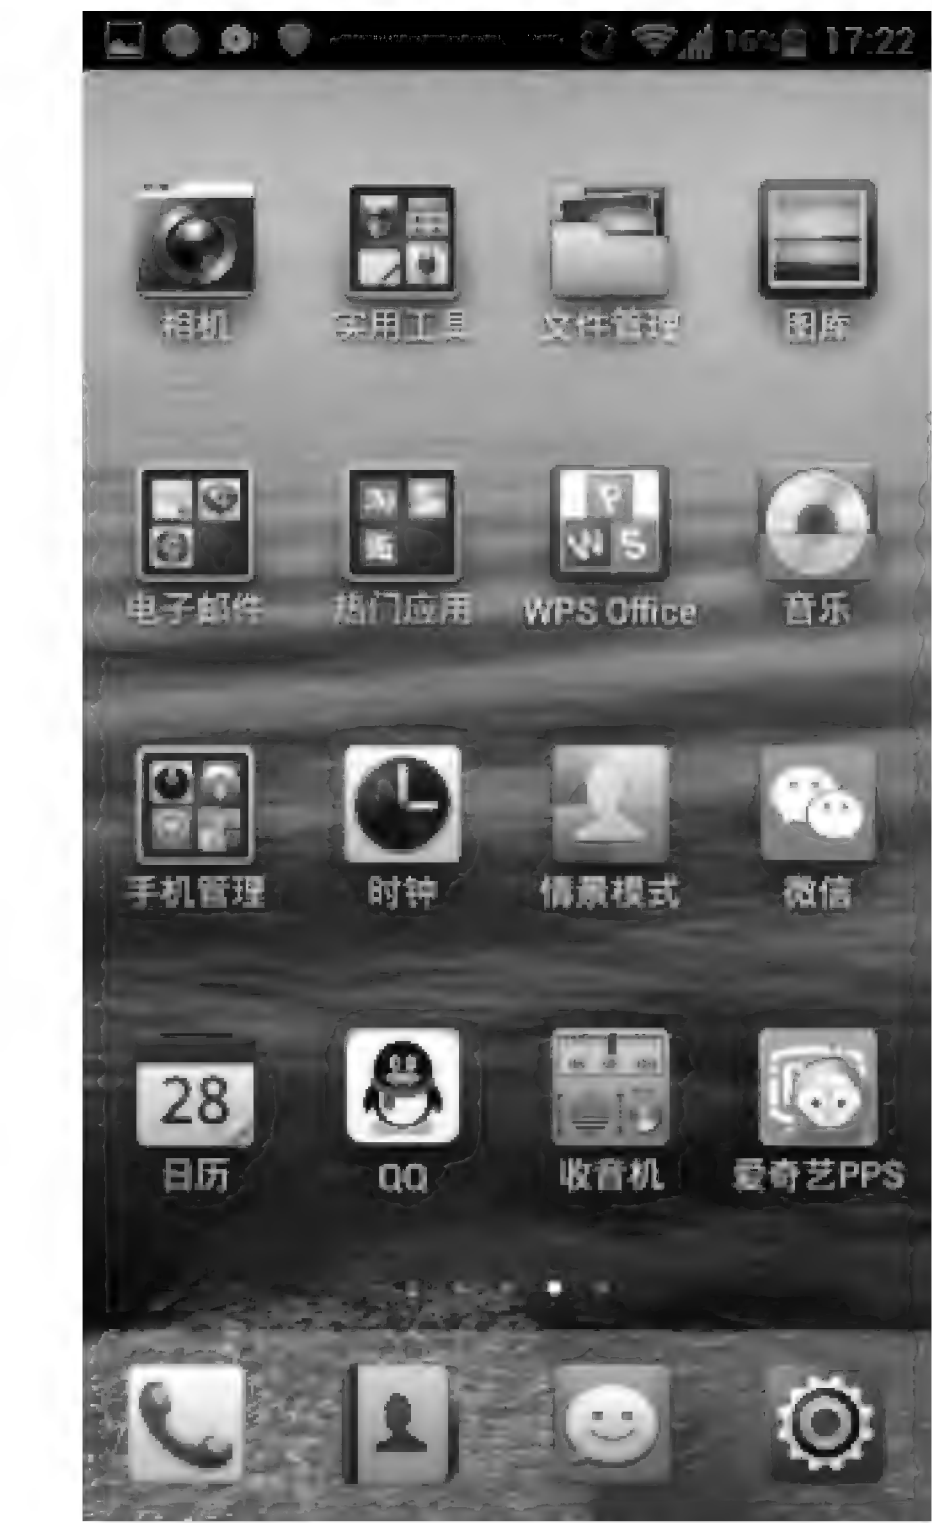 16% 17:22
相机 实用工具 文件管理 图库
P
W S
电子邮件 热门应用 WPS Office 音乐
手机管理 时钟 情景模式 微信
28
日历 QQ 收音机 爱奇艺PPS